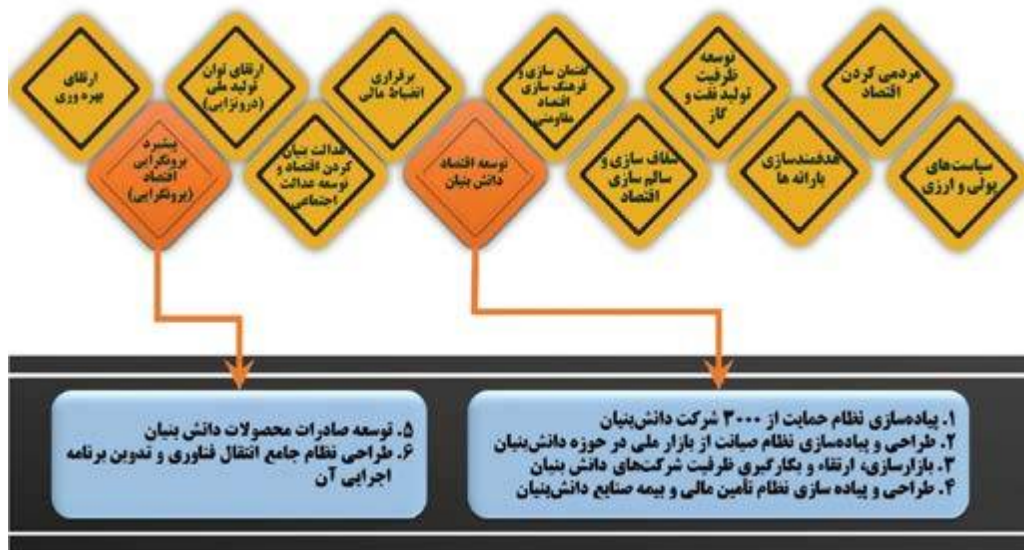 مردمی کردن
اقتصاد
توسعه
ظرفیت
تولید نفت و
گاز
گفتمان سازی و
فرهنگ سازی
اقتصاد
مقاومتی
برقراری
انضباط مالی
ارتقای توان
تولید ملی
(درونزایی)
ارتقای
بهره وری
سیاست‌های
پولی و ارزی
هدفمندسازی
یارانه ها
شفاف سازی و
سالم سازی
اقتصاد
توسعه اقتصاد
دانش بنیان
عدالت بنیان
کردن اقتصاد و
توسعه عدالت
اجتماعی
پیشبرد
برونگرایی
اقتصاد
(برونگرایی)
۱. پیاده‌سازی نظام حمایت از ۳۰۰۰ شرکت دانش‌بنیان
۲. طراحی و پیاده‌سازی نظام صیانت از بازار ملی در حوزه دانش‌بنیان
۳. بازارسازی، ارتقاء و بکارگیری ظرفیت شرکت‌های دانش بنیان
۴. طراحی و پیاده سازی نظام تأمین مالی و بیمه صنایع دانش‌بنیان
۵. توسعه صادرات محصولات دانش بنیان
۶. طراحی نظام جامع انتقال فناوری و تدوین برنامه
اجرایی آن